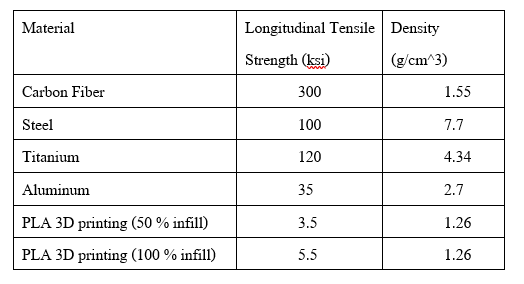 Material Longitudinal Tensile Density
Strength (ksi) (g/cm^3)
Carbon Fiber 300 1.55
Steel 100 7.7
Titanium 120 4.34
Aluminum 35 2.7
PLA 3D printing (50 % infill) 3.5 1.26
PLA 3D printing (100 % infill) 5.5 1.26